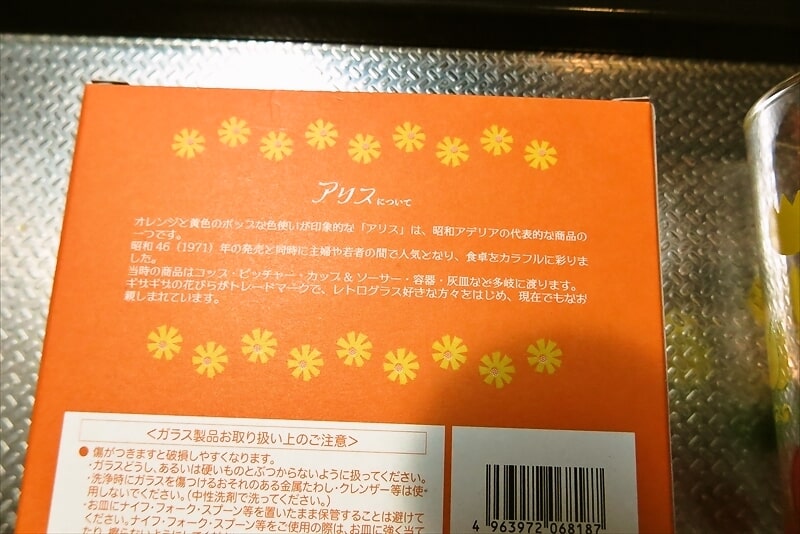 アリスについて
オレンジと黄色のポップな色使いが印象的な「アリス」は、昭和アデリアの代表的な商品の
一つです。
昭和46（1971）年の発売と同時に主婦や若者の間で人気となり、食卓をカラフルに彩りま
した。
当時の商品はコップ・ピッチャー・カップ&ソーサー・容器・灰皿など多岐に渡ります。
ギザギザの花びらがトレードマークで、レトログラス好きな方々をはじめ、現在でもなお
親しまれています。
＜ガラス製品お取り扱い上のご注意＞
●傷がつきますと破損しやすくなります。
・ガラスどうし、あるいは硬いものとぶつからないように扱ってください。
・洗浄時にガラスを傷つけるおそれのある金属たわし・クレンザー等は使
用しないでください。（中性洗剤で洗ってください。）
・お皿にナイフ・フォーク・スプーン等を置いたまま保管することは避けて
ください。ナイフ・フォーク・スプーン等をご使用の際は、お皿に強く当て
4 963972 068187